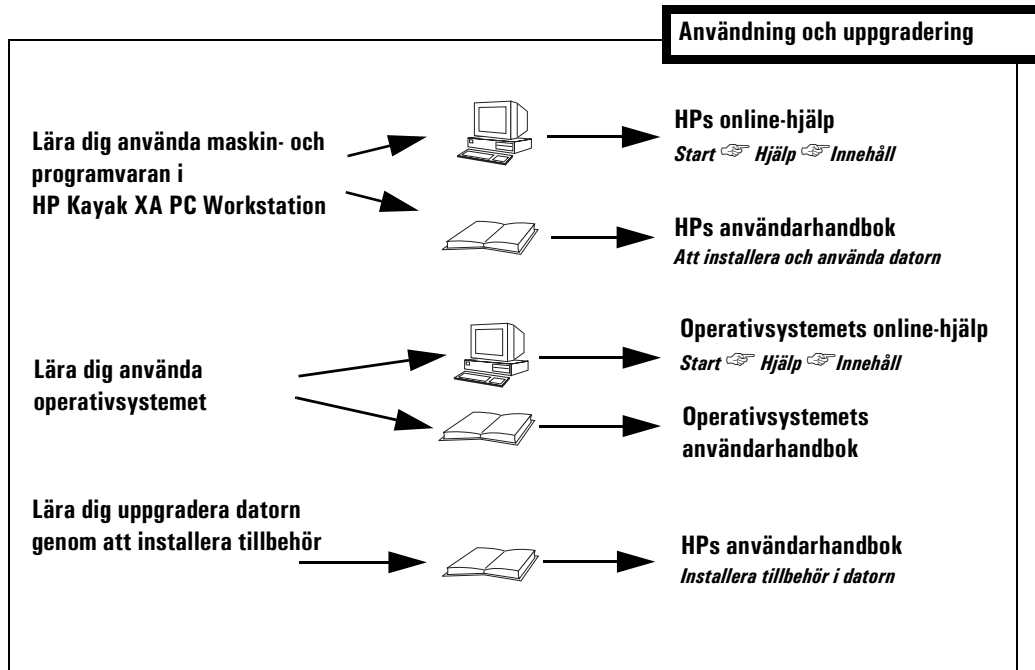 Användning och uppgradering
Lära dig använda maskin- och
programvaran i
HP Kayak XA PC Workstation
HPs online-hjälp
Start ☞ Hjälp ☞ Innehåll
HPs användarhandbok
Att installera och använda datorn
Lära dig använda
operativsystemet
Operativsystemets online-hjälp
Start ☞ Hjälp ☞ Innehåll
Operativsystemets
användarhandbok
Lära dig uppgradera datorn
genom att installera tillbehör
HPs användarhandbok
Installera tillbehör i datorn